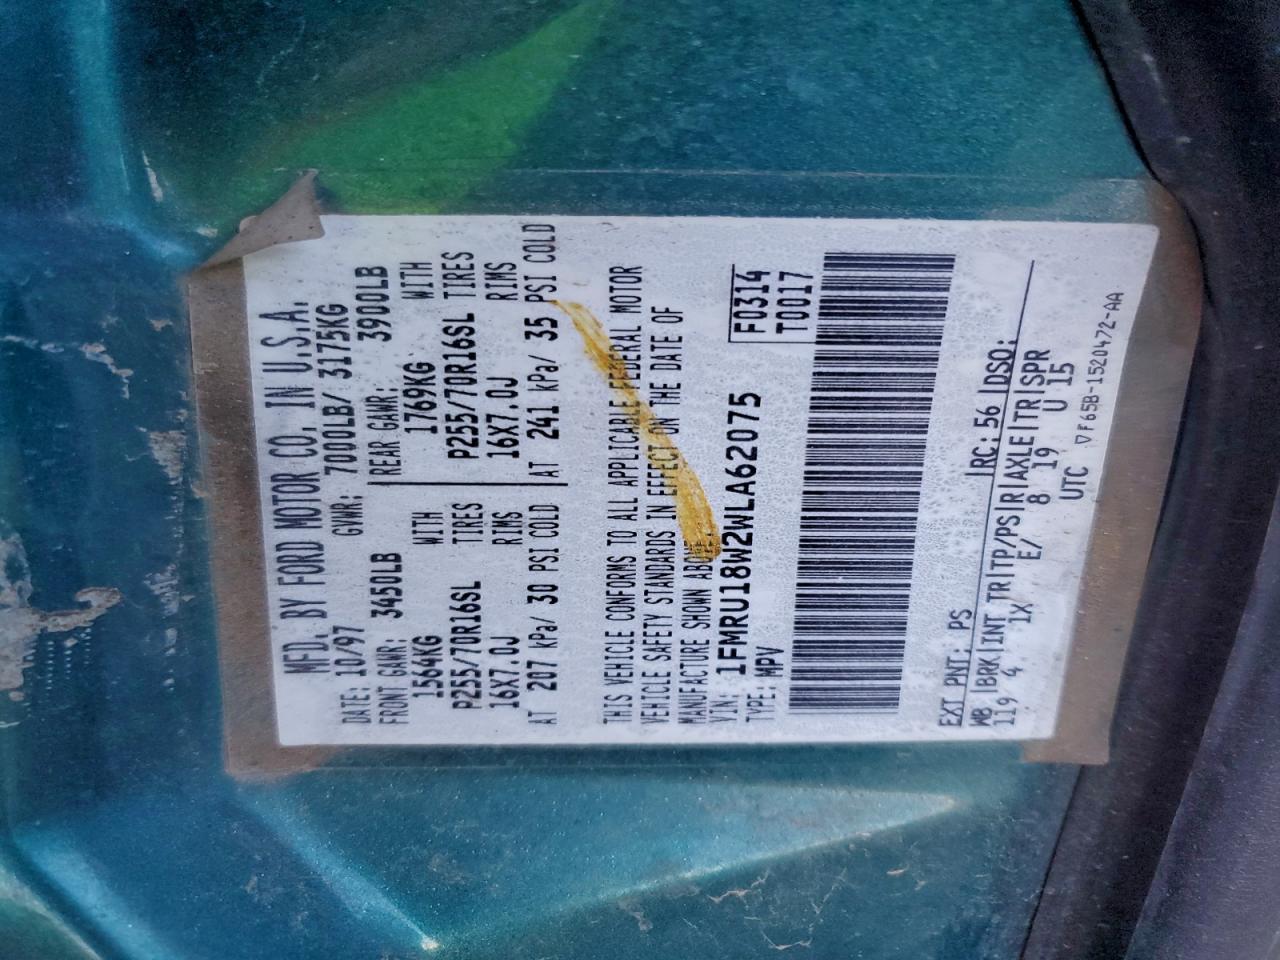 MFD. BY FORD MOTOR CO. IN U.S.A.
DATE: 10/97 GVWR: 7000LB/ 3175KG
FRONT GAWR: 3450LB REAR GAWR: 3900LB
1564KG WITH 1769KG WITH
P255/70R16SL TIRES P255/70R16SL TIRES
16X7.0J RIMS 16X7.0J RIMS
AT 207 kPa/ 30 PSI COLD AT 241 kPa/ 35 PSI COLD
THIS VEHICLE CONFORMS TO ALL APPLICABLE FEDERAL MOTOR
VEHICLE SAFETY STANDARDS IN EFFECT ON THE DATE OF
MANUFACTURE SHOWN ABOVE.
VIN: 1FMRU18W2WLA62075 F0314
TYPE: MPV T0017
EXT PNT: PS RC: 56 DSO:
WB BRK INT TR TP/PS R AXLE TR SPR
119 4 1X E/ 8 19 U 15
UTC ▽F65B-1520472-AA